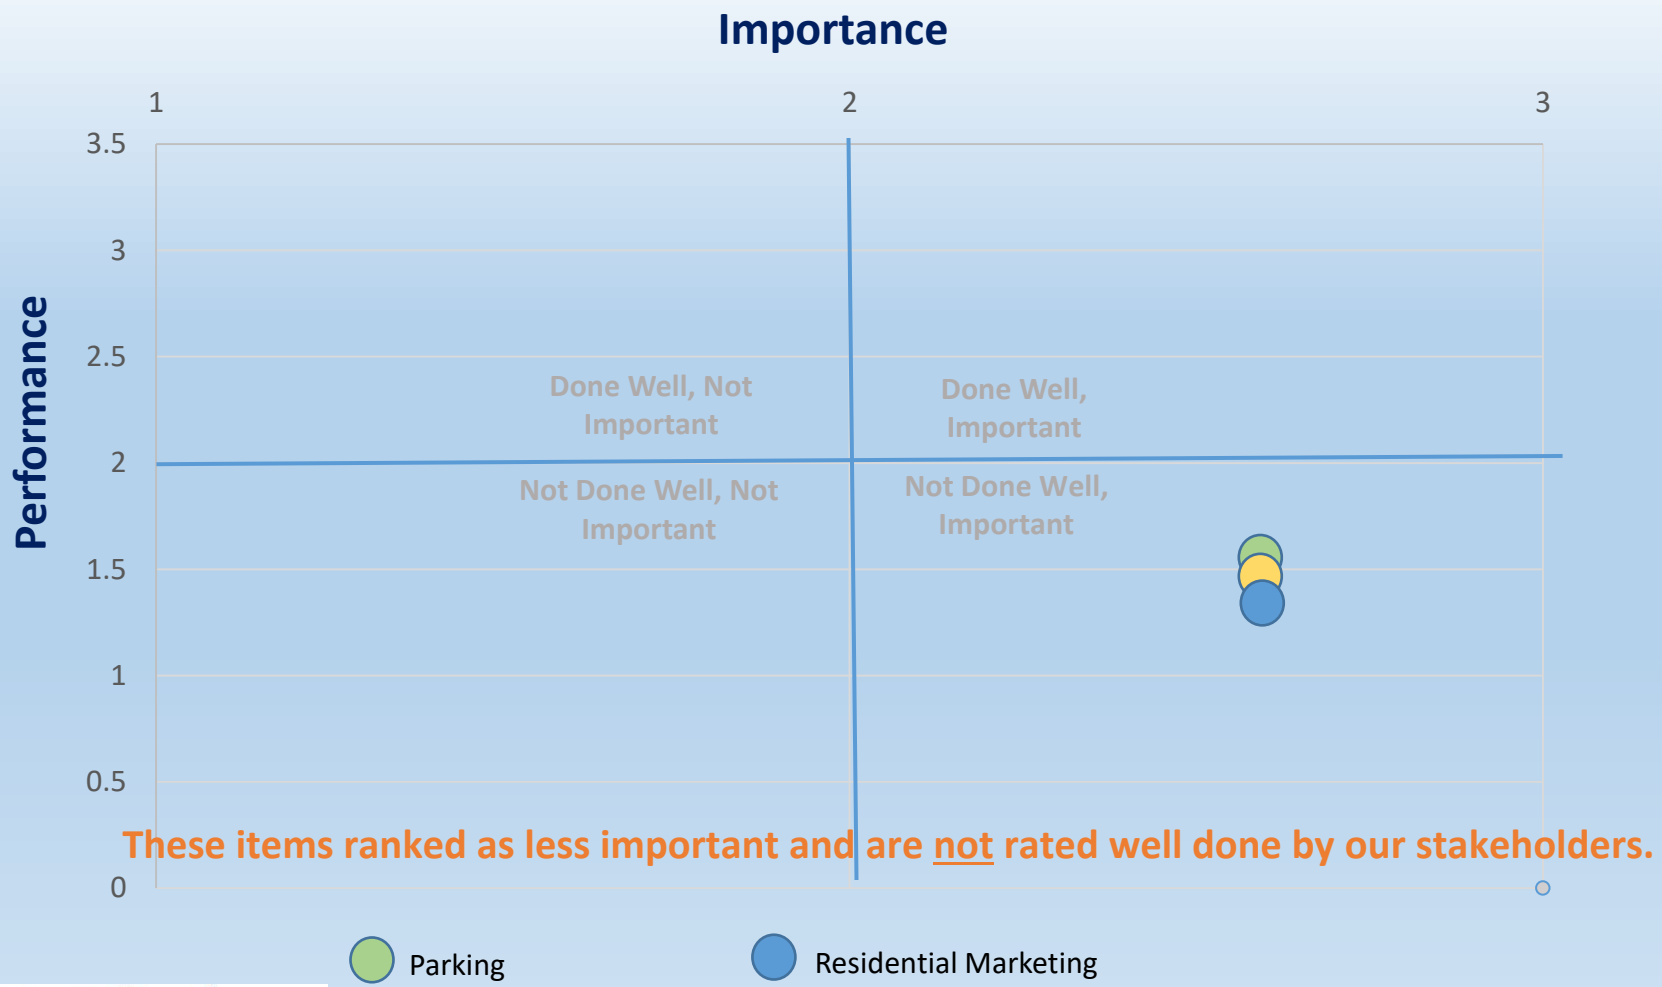 Importance
1
2
3
3.5
3
2.5
2
1.5
1
0.5
0
Performance
Done Well, Not
Important
Done Well,
Important
Not Done Well, Not
Important
Not Done Well,
Important
These items ranked as less important and are not rated well done by our stakeholders.
Parking
Residential Marketing